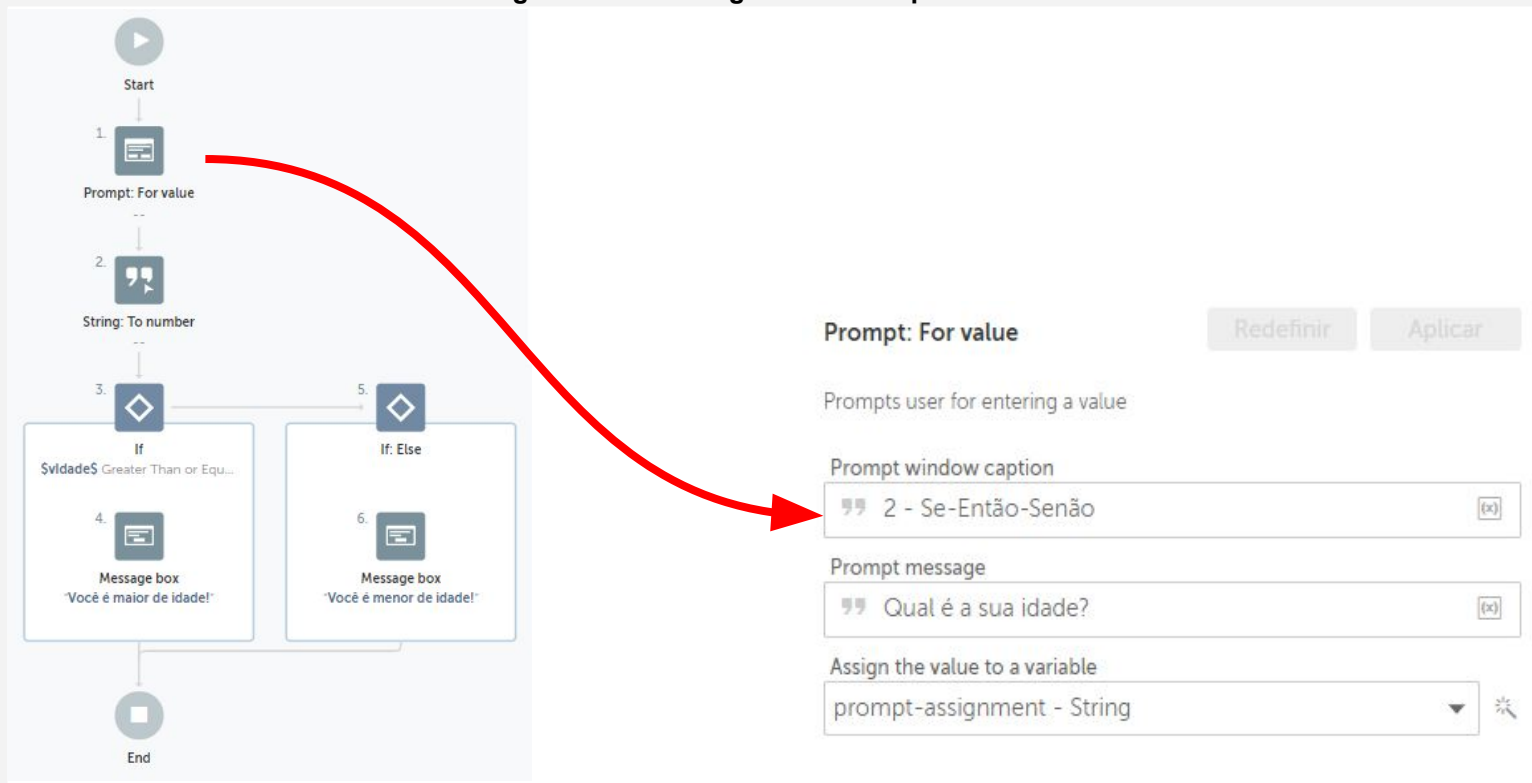 Start
1.
Prompt: For value
--
2.
String: To number
--
3.
If
$vIdade$ Greater Than or Equ...
4.
Message box
"Você é maior de idade!"
5.
If: Else
6.
Message box
"Você é menor de idade!"
End
Prompt: For value
Redefinir
Aplicar
Prompts user for entering a value
Prompt window caption
2 - Se-Então-Senão
(x)
Prompt message
Qual é a sua idade?
(x)
Assign the value to a variable
prompt-assignment - String